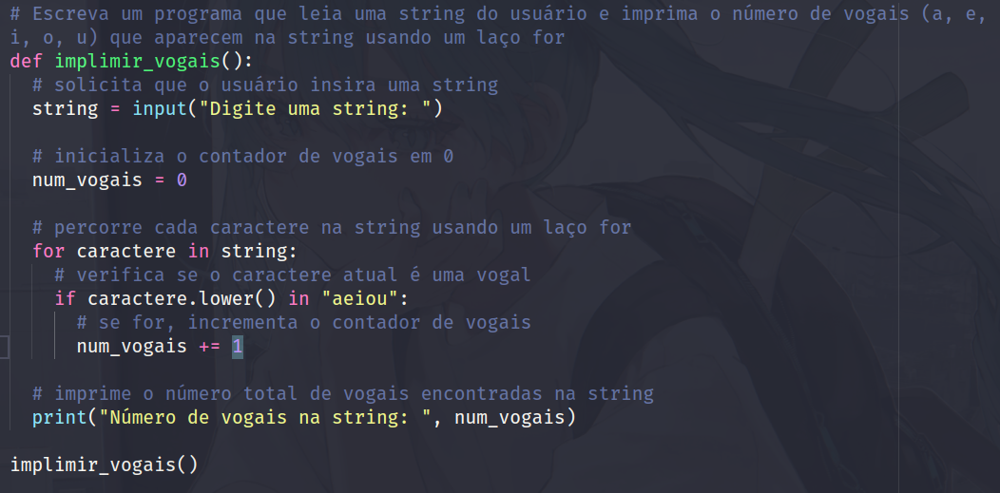 # Escreva um programa que leia uma string do usuário e imprima o número de vogais (a, e,
i, o, u) que aparecem na string usando um laço for
def implimir_vogais():
# solicita que o usuário insira uma string
string = input("Digite uma string: ")
# inicializa o contador de vogais em 0
num_vogais = 0
# percorre cada caractere na string usando um laço for
for caractere in string:
# verifica se o caractere atual é uma vogal
if caractere.lower() in "aeiou":
# se for, incrementa o contador de vogais
num_vogais += 1
# imprime o número total de vogais encontradas na string
print("Número de vogais na string: ", num_vogais)
implimir_vogais()